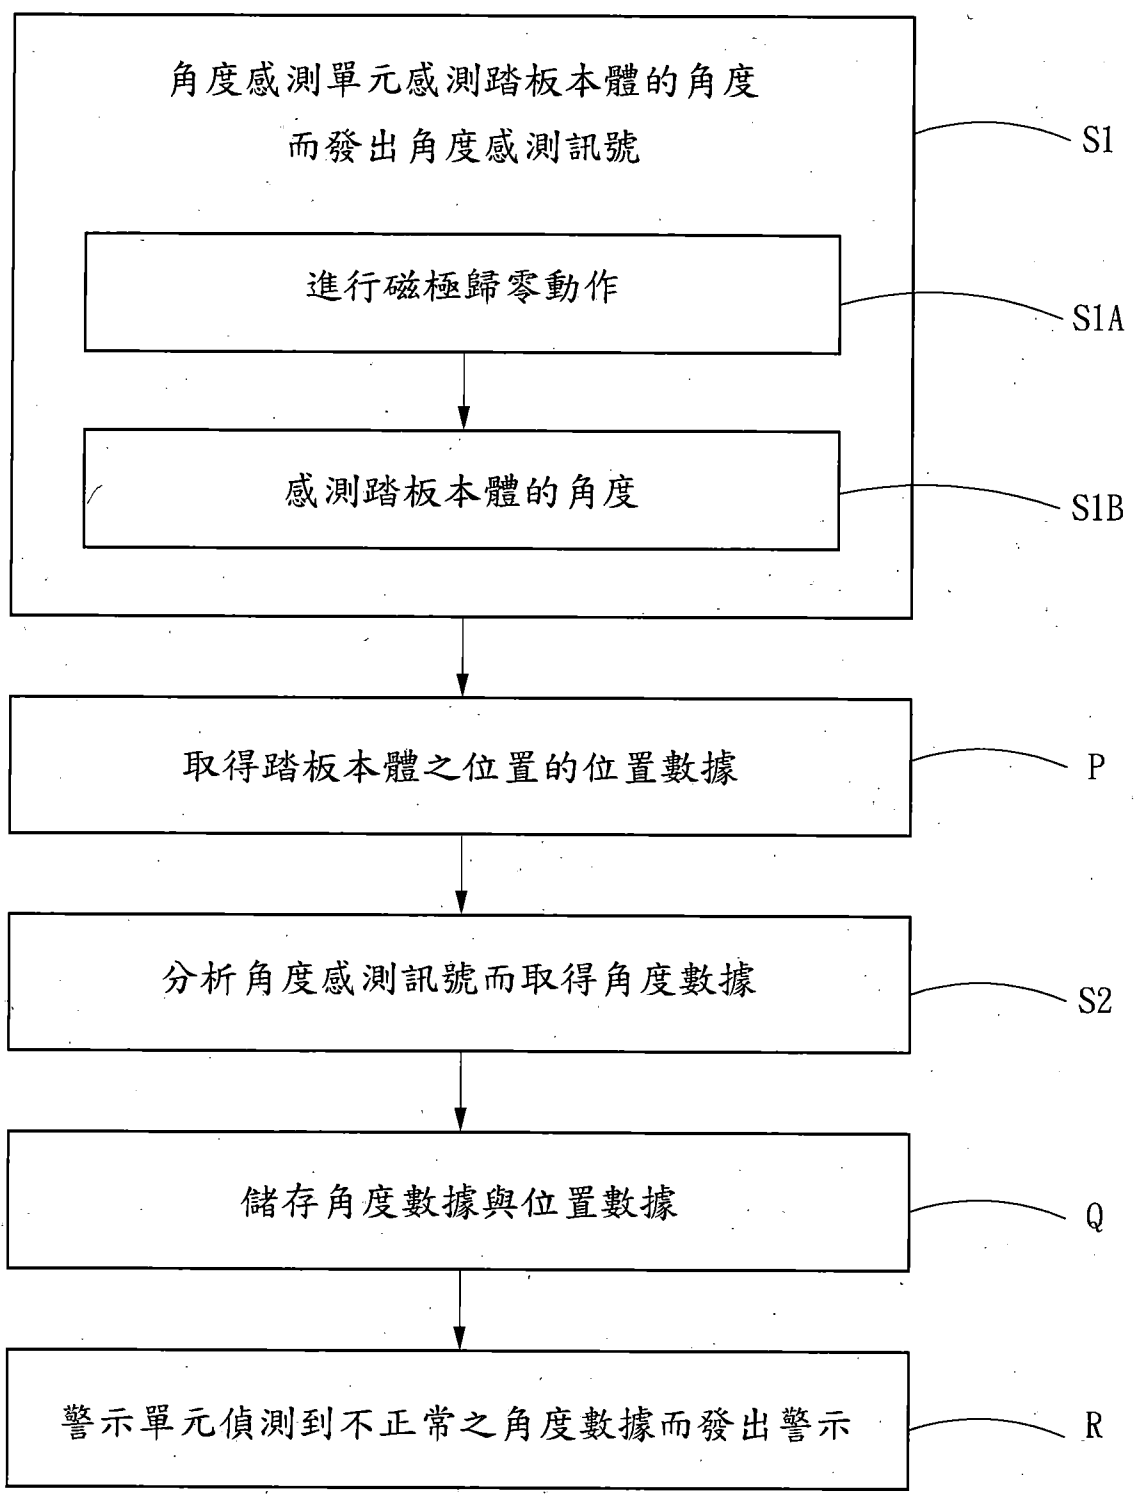 角度感測單元感測踏板本體的角度
而發出角度感測訊號
S1
進行磁極歸零動作
S1A
感測踏板本體的角度
S1B
取得踏板本體之位置的位置數據
P
分析角度感測訊號而取得角度數據
S2
儲存角度數據與位置數據
Q
警示單元偵測到不正常之角度數據而發出警示
R